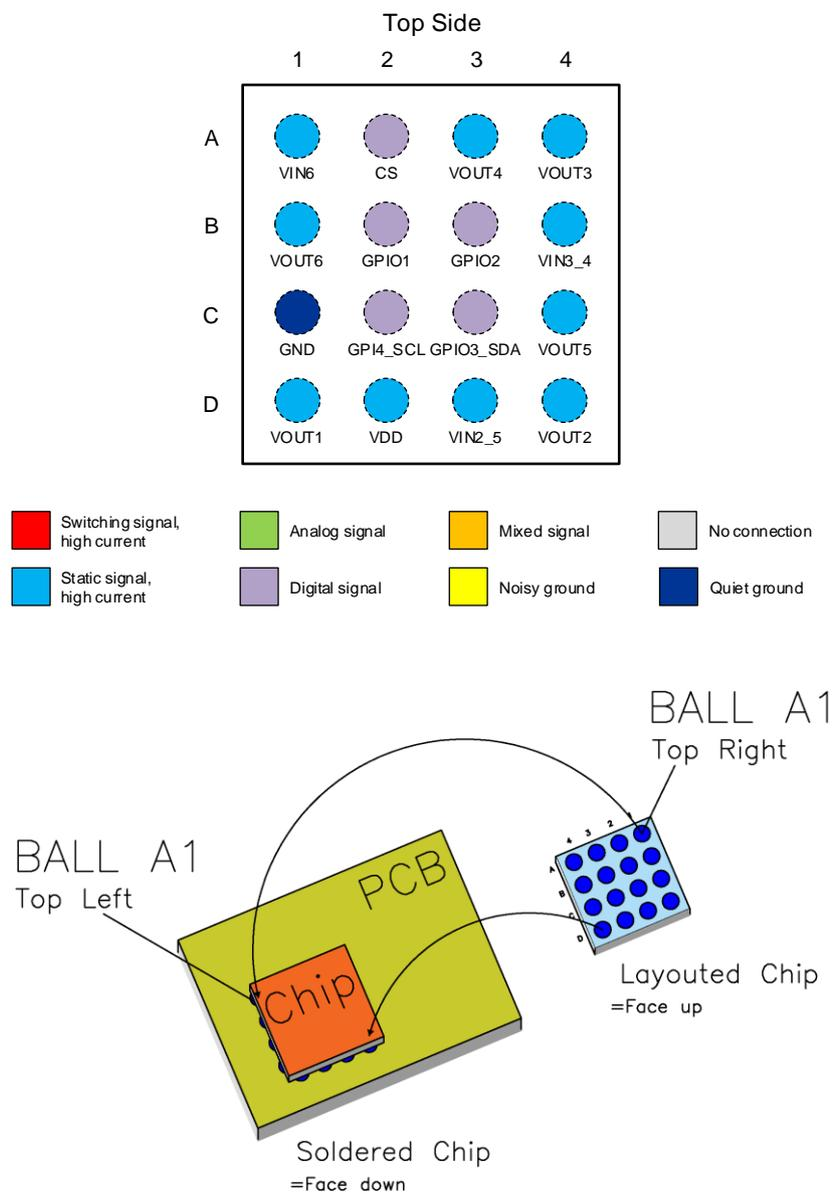 Top Side
1 2 3 4
A
VIN6 CS VOUT4 VOUT3
B
VOUT6 GPIO1 GPIO2 VIN3_4
C
GND GPI4_SCL GPIO3_SDA VOUT5
D
VOUT1 VDD VIN2_5 VOUT2
Switching signal,
high current
Analog signal
Mixed signal
No connection
Static signal,
high current
Digital signal
Noisy ground
Quiet ground
BALL A1
Top Right
4 3 2 1
A
B
C
D
BALL A1
Top Left
PCB
Chip
Layouted Chip
=Face up
Soldered Chip
=Face down